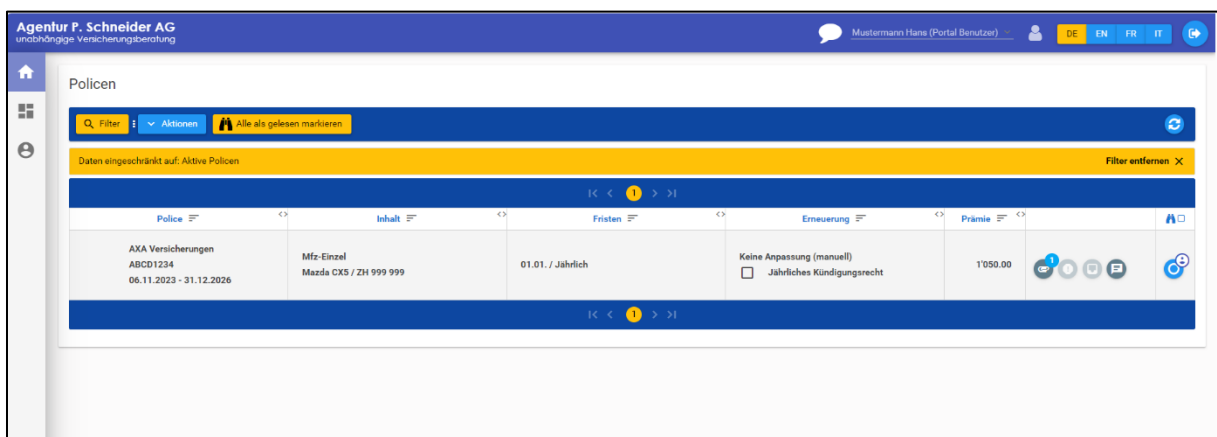 Agentur P. Schneider AG
unabhängige Versicherungsberatung
Mustermann Hans (Portal Benutzer)
DE EN FR IT
Policen
Filter Aktionen Alle als gelesen markieren
Daten eingeschränkt auf: Aktive Policen Filter entfernen
1
Police Inhalt Fristen Erneuerung Prämie
AXA Versicherungen
ABCD1234
06.11.2023 - 31.12.2026
Mfz-Einzel
Mazda CX5 / ZH 999 999
01.01. / Jährlich
Keine Anpassung (manuell)
Jährliches Kündigungsrecht
1'050.00
1
1